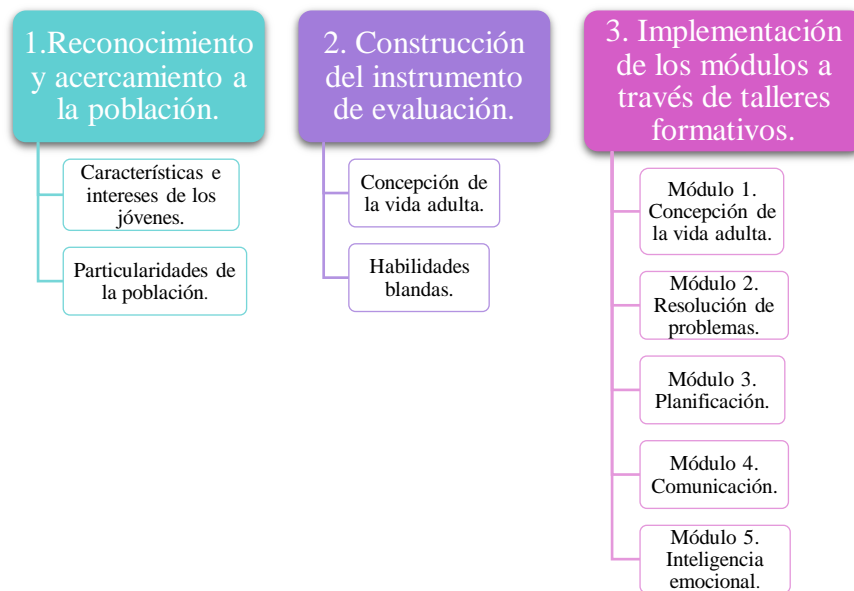 1.Reconocimiento
y acercamiento a
la población.
Características e
intereses de los
jóvenes.
Particularidades de
la población.
2. Construcción
del instrumento
de evaluación.
Concepción de
la vida adulta.
Habilidades
blandas.
3. Implementación
de los módulos a
través de talleres
formativos.
Módulo 1.
Concepción de
la vida adulta.
Módulo 2.
Resolución de
problemas.
Módulo 3.
Planificación.
Módulo 4.
Comunicación.
Módulo 5.
Inteligencia
emocional.